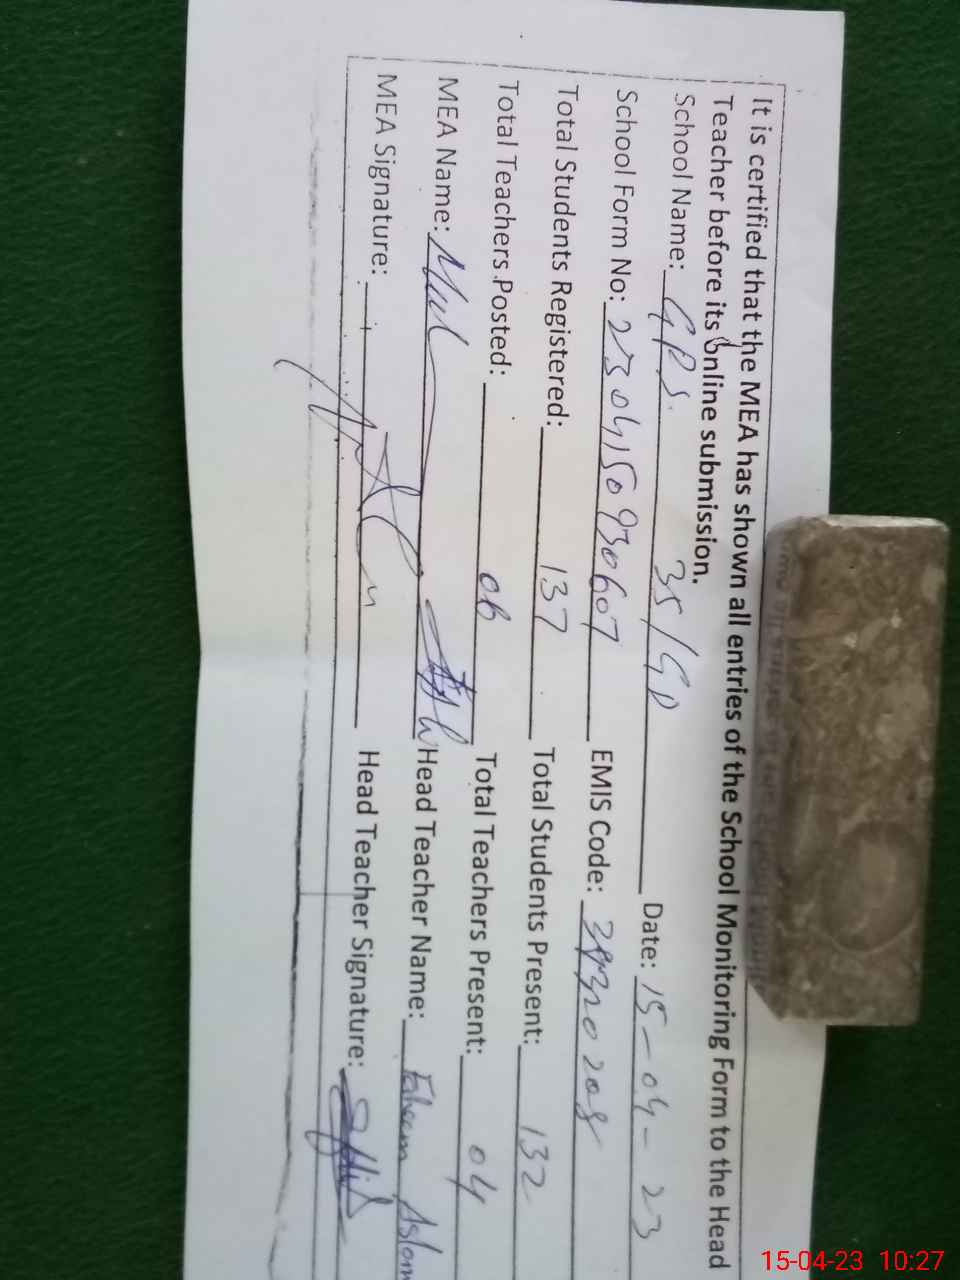 It is certified that the MEA has shown all entries of the School Monitoring Form to the Head
Teacher before its online submission.
School Name: GPS 35/GD Date: 15-04-23
School Form No: 2304150930607 EMIS Code: 38320208
Total Students Registered: 137 Total Students Present: 132
Total Teachers Posted: 06 Total Teachers Present: 04
MEA Name: Head Teacher Name: Faheem Aslam
MEA Signature: Head Teacher Signature:
15-04-23 10:27